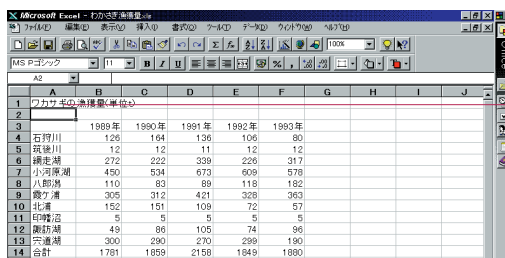 Microsoft Excel - わかさぎ漁獲量.xls
ファイル(F) 編集(E) 表示(V) 挿入(I) 書式(O) ツール(T) データ(D) ウィンドウ(W) ヘルプ(H)
100%
MS Pゴシック 11 B I U % ,
A2
A B C D E F G H I J
1 ワカサギの漁獲量(単位t)
2
3 1989年 1990年 1991年 1992年 1993年
4 石狩川 126 164 136 106 80
5 筑後川 12 12 11 12 12
6 網走湖 272 222 339 226 317
7 小河原湖 450 534 673 609 578
8 八郎潟 110 83 89 118 182
9 霞ケ浦 305 312 421 328 363
10 北浦 152 151 109 72 57
11 印幡沼 5 5 5 5 5
12 諏訪湖 49 86 105 74 96
13 宍道湖 300 290 270 299 190
14 合計 1781 1859 2158 1849 1880